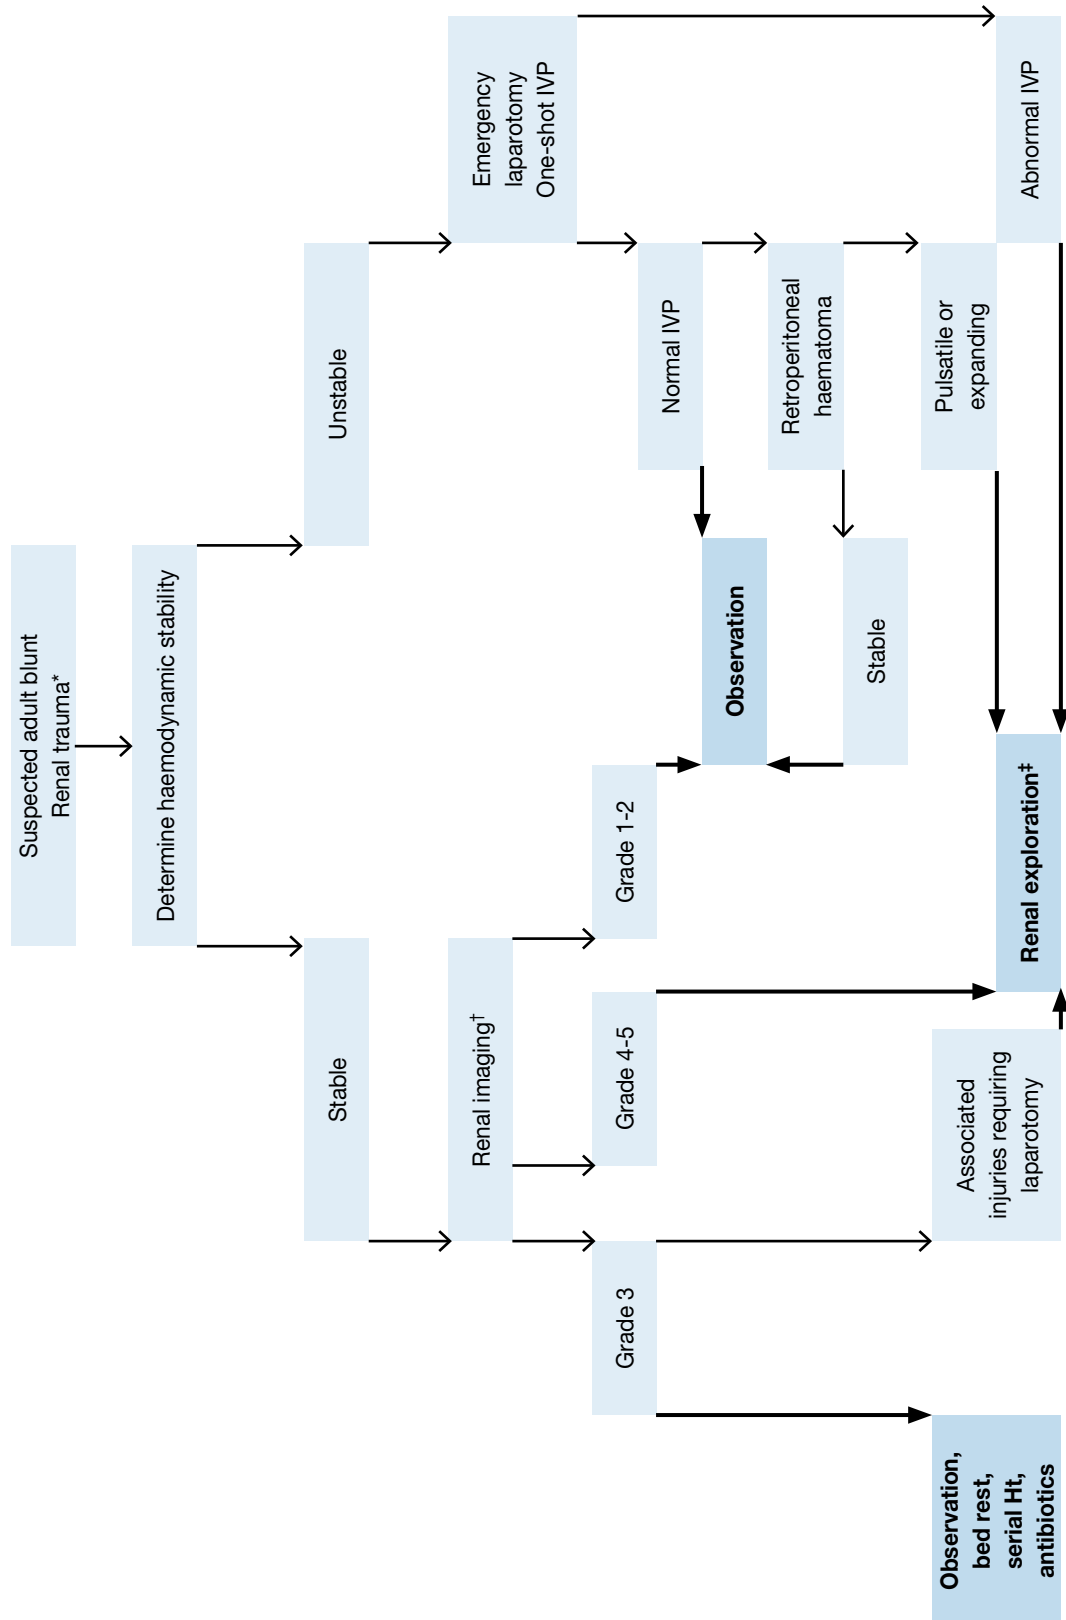 Suspected adult blunt
Renal trauma*
Determine haemodynamic stability
Stable
Unstable
Renal imaging†
Emergency
laparotomy
One-shot IVP
Grade 3
Grade 4-5
Grade 1-2
Normal IVP
Observation
Retroperitoneal
haematoma
Stable
Pulsatile or
expanding
Abnormal IVP
Observation,
bed rest,
serial Ht,
antibiotics
Associated
injuries requiring
laparotomy
Renal exploration‡